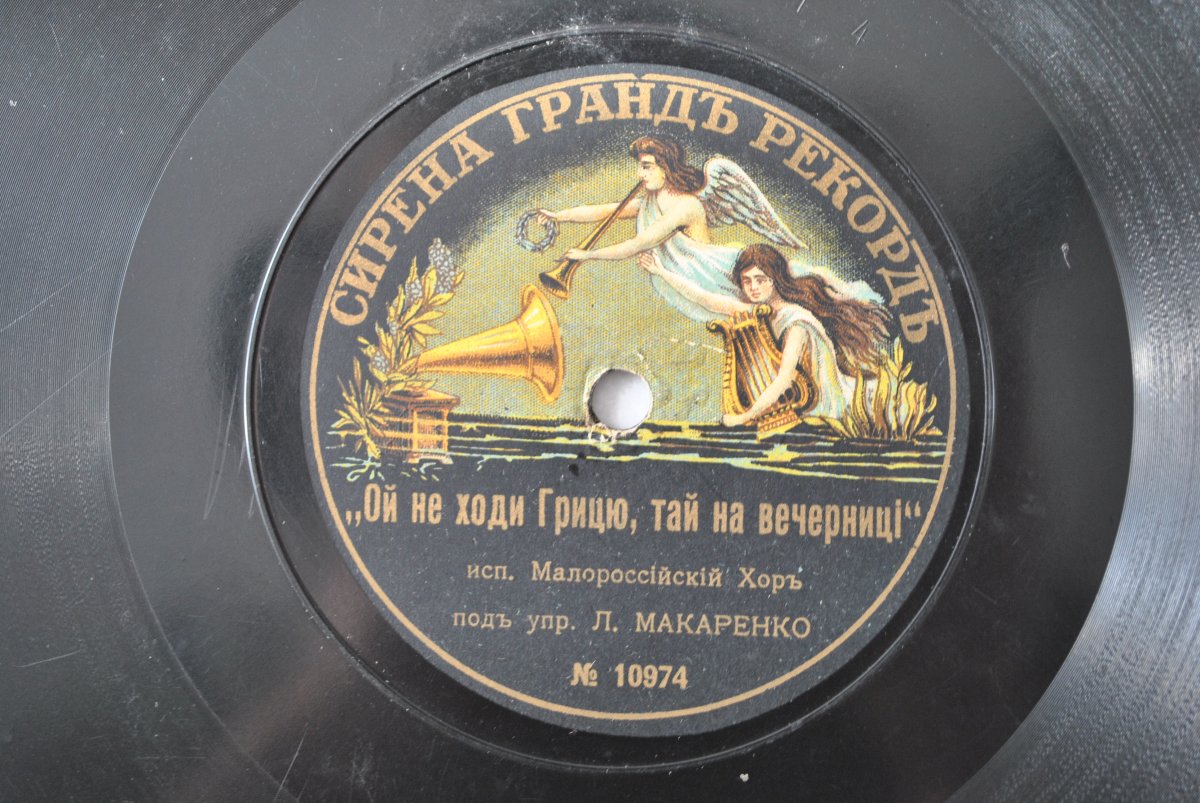 СИРЕНА ГРАНДЪ РЕКОРДЪ
„Ой не ходи Грицю, тай на вечерниці“
исп. Малороссійскій Хоръ
подъ упр. Л. МАКАРЕНКО
№ 10974